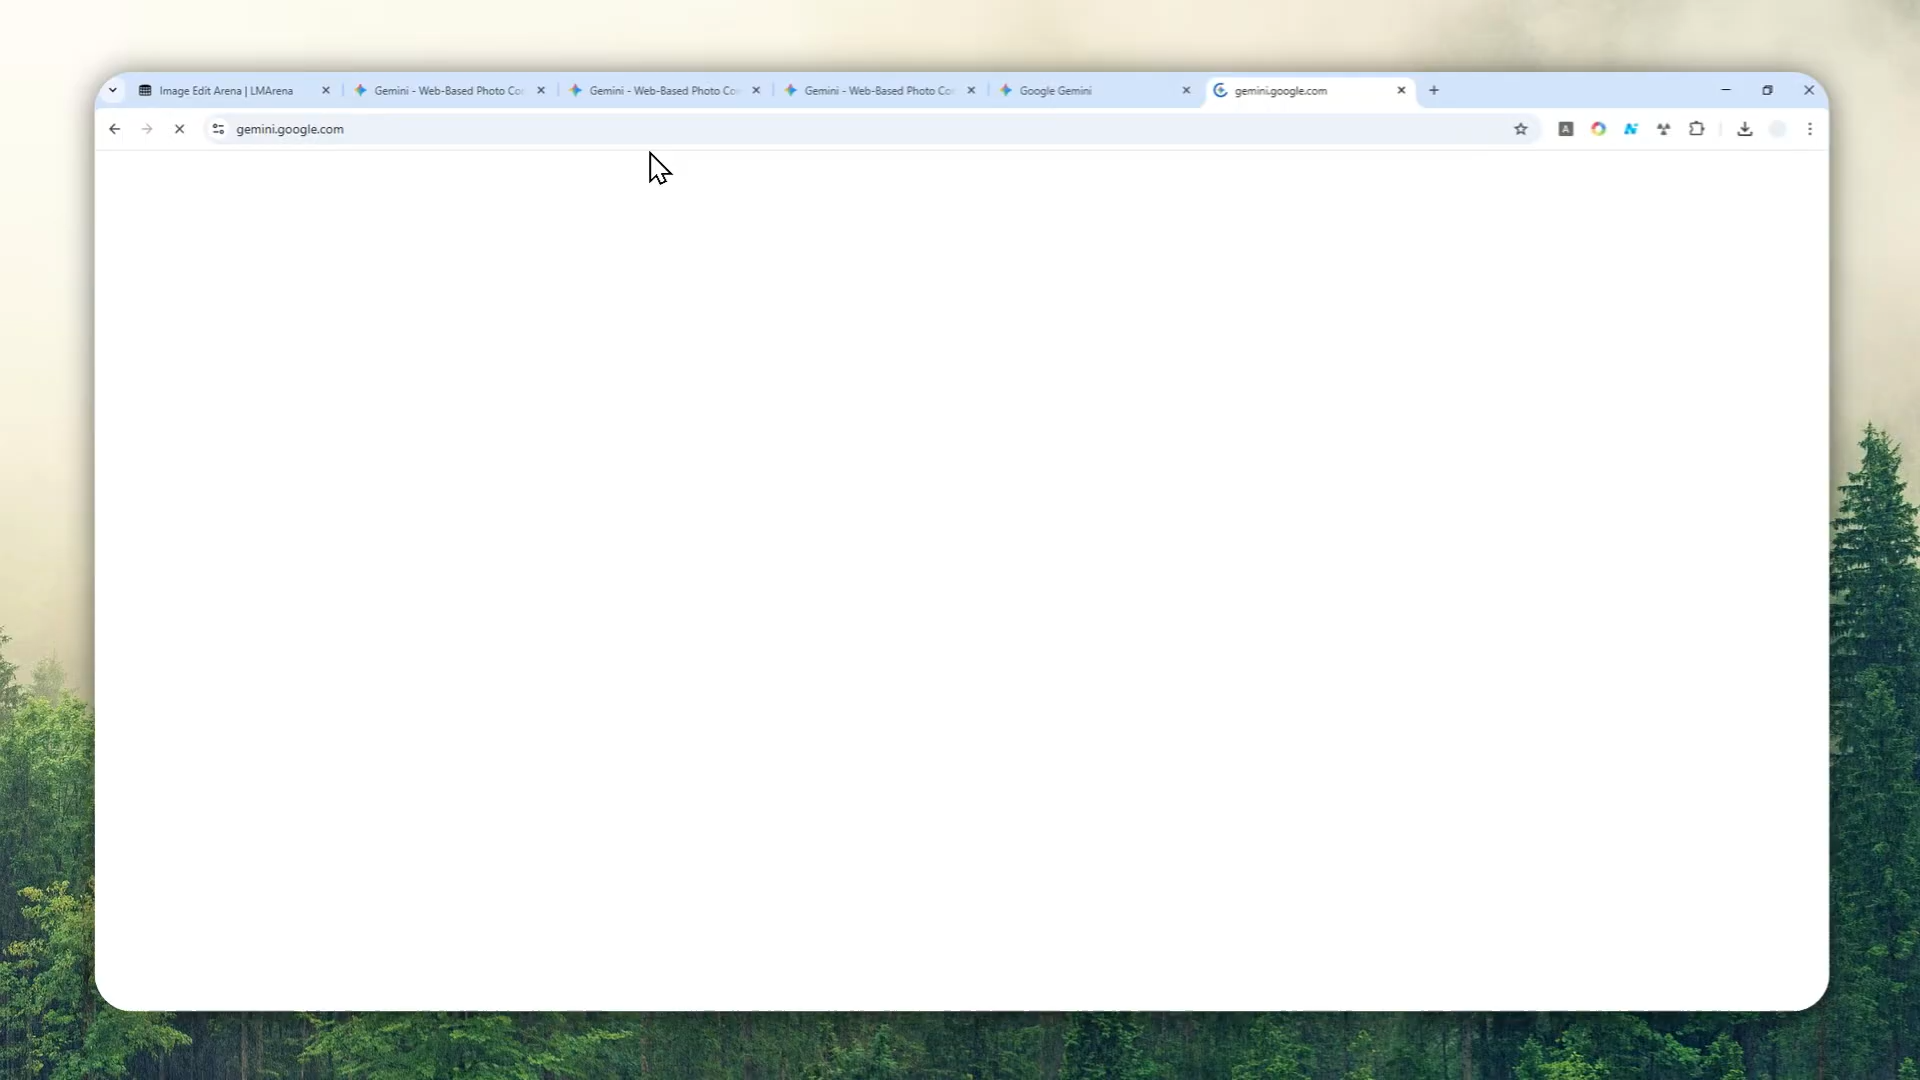 Image Edit Arena | LMArena
Gemini - Web-Based Photo Co
Gemini - Web-Based Photo Co
Gemini - Web-Based Photo Co
Google Gemini
gemini.google.com
gemini.google.com
A
N